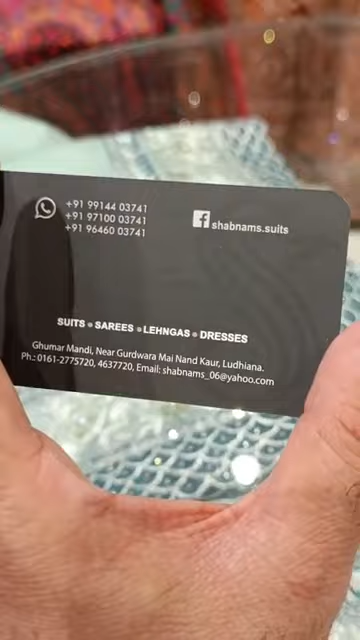 +91 99144 03741
+91 97100 03741
+91 96460 03741
f shabnams.suits
SUITS • SAREES • LEHNGAS • DRESSES
Ghumar Mandi, Near Gurdwara Mai Nand Kaur, Ludhiana.
Ph.: 0161-2775720, 4637720, Email: shabnams_06@yahoo.com